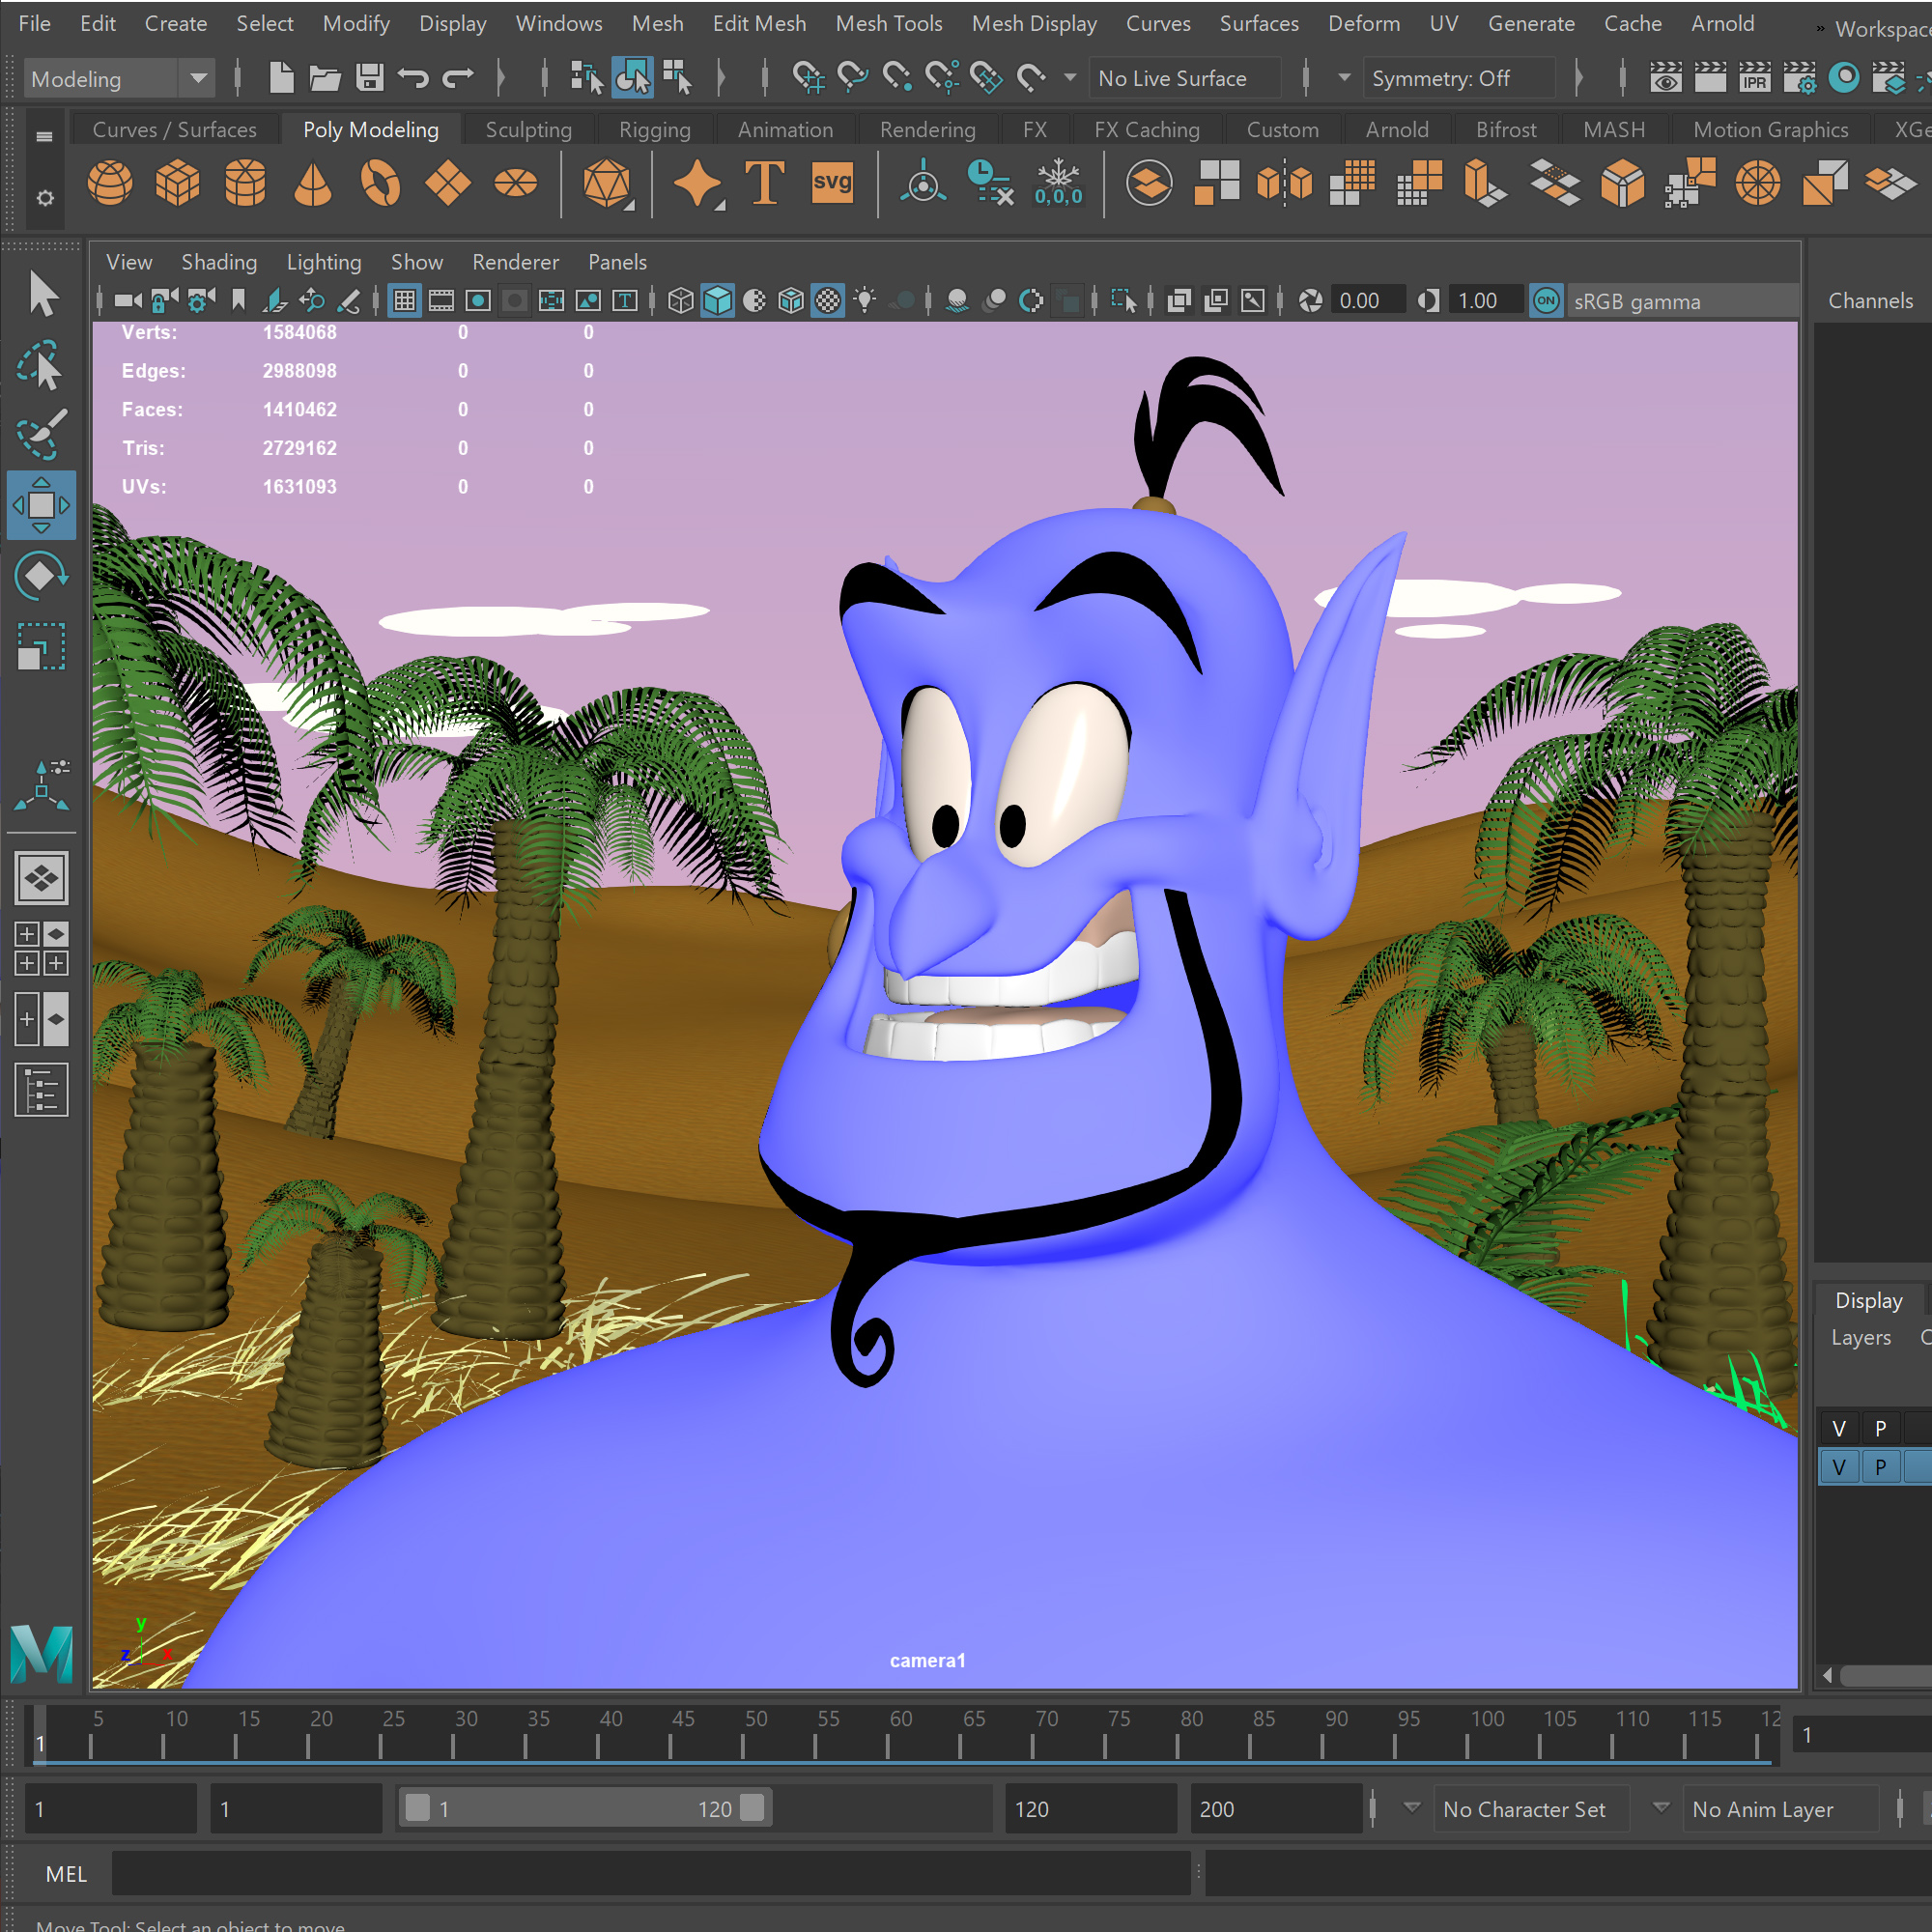 File Edit Create Select Modify Display Windows Mesh Edit Mesh Mesh Tools Mesh Display Curves Surfaces Deform UV Generate Cache Arnold » Workspace
Modeling No Live Surface Symmetry: Off IPR
Curves / Surfaces Poly Modeling Sculpting Rigging Animation Rendering FX FX Caching Custom Arnold Bifrost MASH Motion Graphics XGe
T svg 0,0,0
View Shading Lighting Show Renderer Panels
T 0.00 1.00 ON sRGB gamma Channels
Verts: 1584068 0 0
Edges: 2988098 0 0
Faces: 1410462 0 0
Tris: 2729162 0 0
UVs: 1631093 0 0
Display
Layers
V P
V P
y
z x
camera1
M
5 10 15 20 25 30 35 40 45 50 55 60 65 70 75 80 85 90 95 100 105 110 115 12
1 1
1 1 1 120 120 200 No Character Set No Anim Layer
MEL
Move Tool: Select an object to move